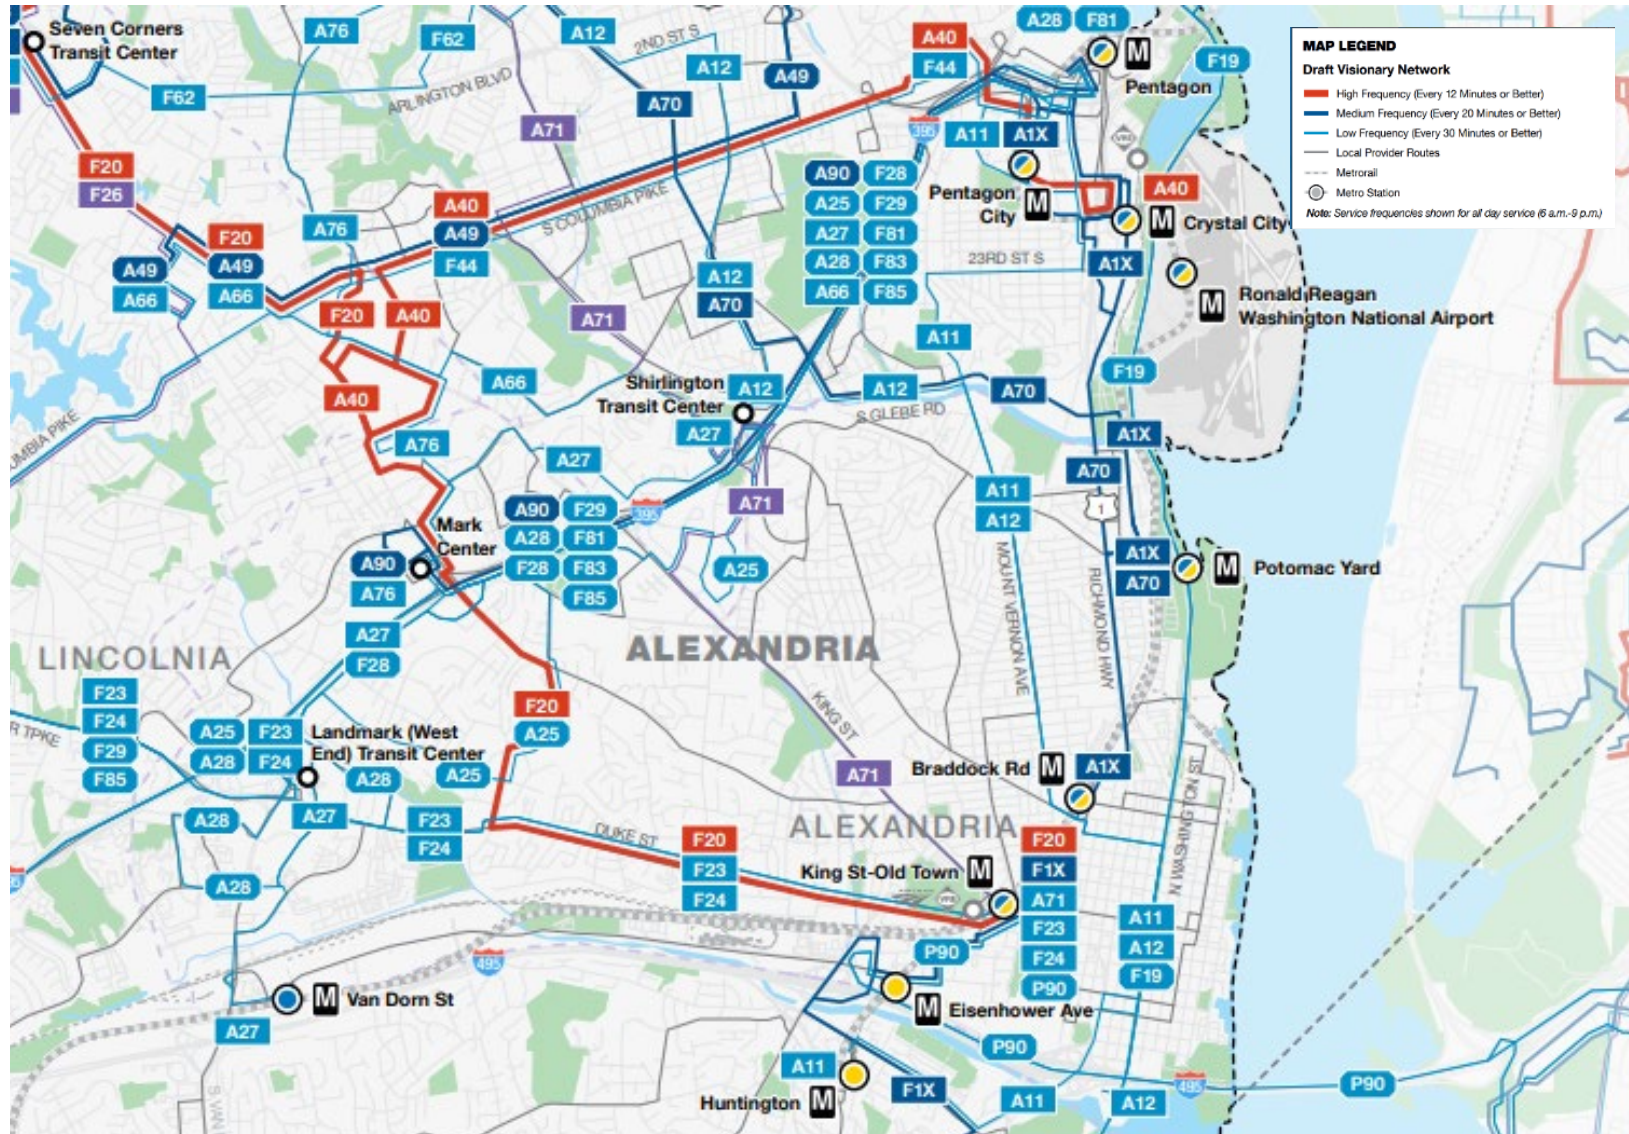 Seven Corners
Transit Center
A76
F62
A12
2ND ST S
A12
A40
F44
A28
F81
M
Pentagon
F19
MAP LEGEND
Draft Visionary Network
High Frequency (Every 12 Minutes or Better)
Medium Frequency (Every 20 Minutes or Better)
Low Frequency (Every 30 Minutes or Better)
Local Provider Routes
Metrorail
Metro Station
Note: Service frequencies shown for all day service (6 a.m.-9 p.m.)
F62
ARLINGTON BLVD
A70
A49
A71
395
A11
A1X
VRE
F20
F26
A90
F28
A25
F29
A27
F81
A28
F83
A66
F85
Pentagon
City
M
A40
M
Crystal City
A40
A49
F44
S COLUMBIA PIKE
A76
F20
A49
A66
A49
A66
23RD ST S
A1X
M
Ronald Reagan
Washington National Airport
A12
A70
F20
A40
A71
A11
F19
A66
A40
Shirlington
Transit Center
A12
A12
S GLEBE RD
A70
A27
A1X
UMBIA PIKE
A76
A27
A70
A11
A12
1
395
A71
A90
F29
A28
F81
F28
F83
F85
Mark
Center
A90
A76
A25
A1X
A70
M
Potomac Yard
MOUNT VERNON AVE
RICHMOND HWY
A27
F28
LINCOLNIA
ALEXANDRIA
F23
F24
F29
F85
R TPKE
F20
A25
KING ST
A25
F23
A28
F24
Landmark (West
End) Transit Center
A28
A25
A71
Braddock Rd
M
A1X
N WASHINGTON ST
A28
A27
F23
F24
DUKE ST
F20
F23
F24
ALEXANDRIA
F20
F1X
A71
F23
F24
P90
King St-Old Town
M
VRE
A28
A11
A12
F19
P90
495
M
Van Dorn St
A27
M
Eisenhower Ave
P90
A11
M
Huntington
F1X
A11
A12
495
P90
S VAN